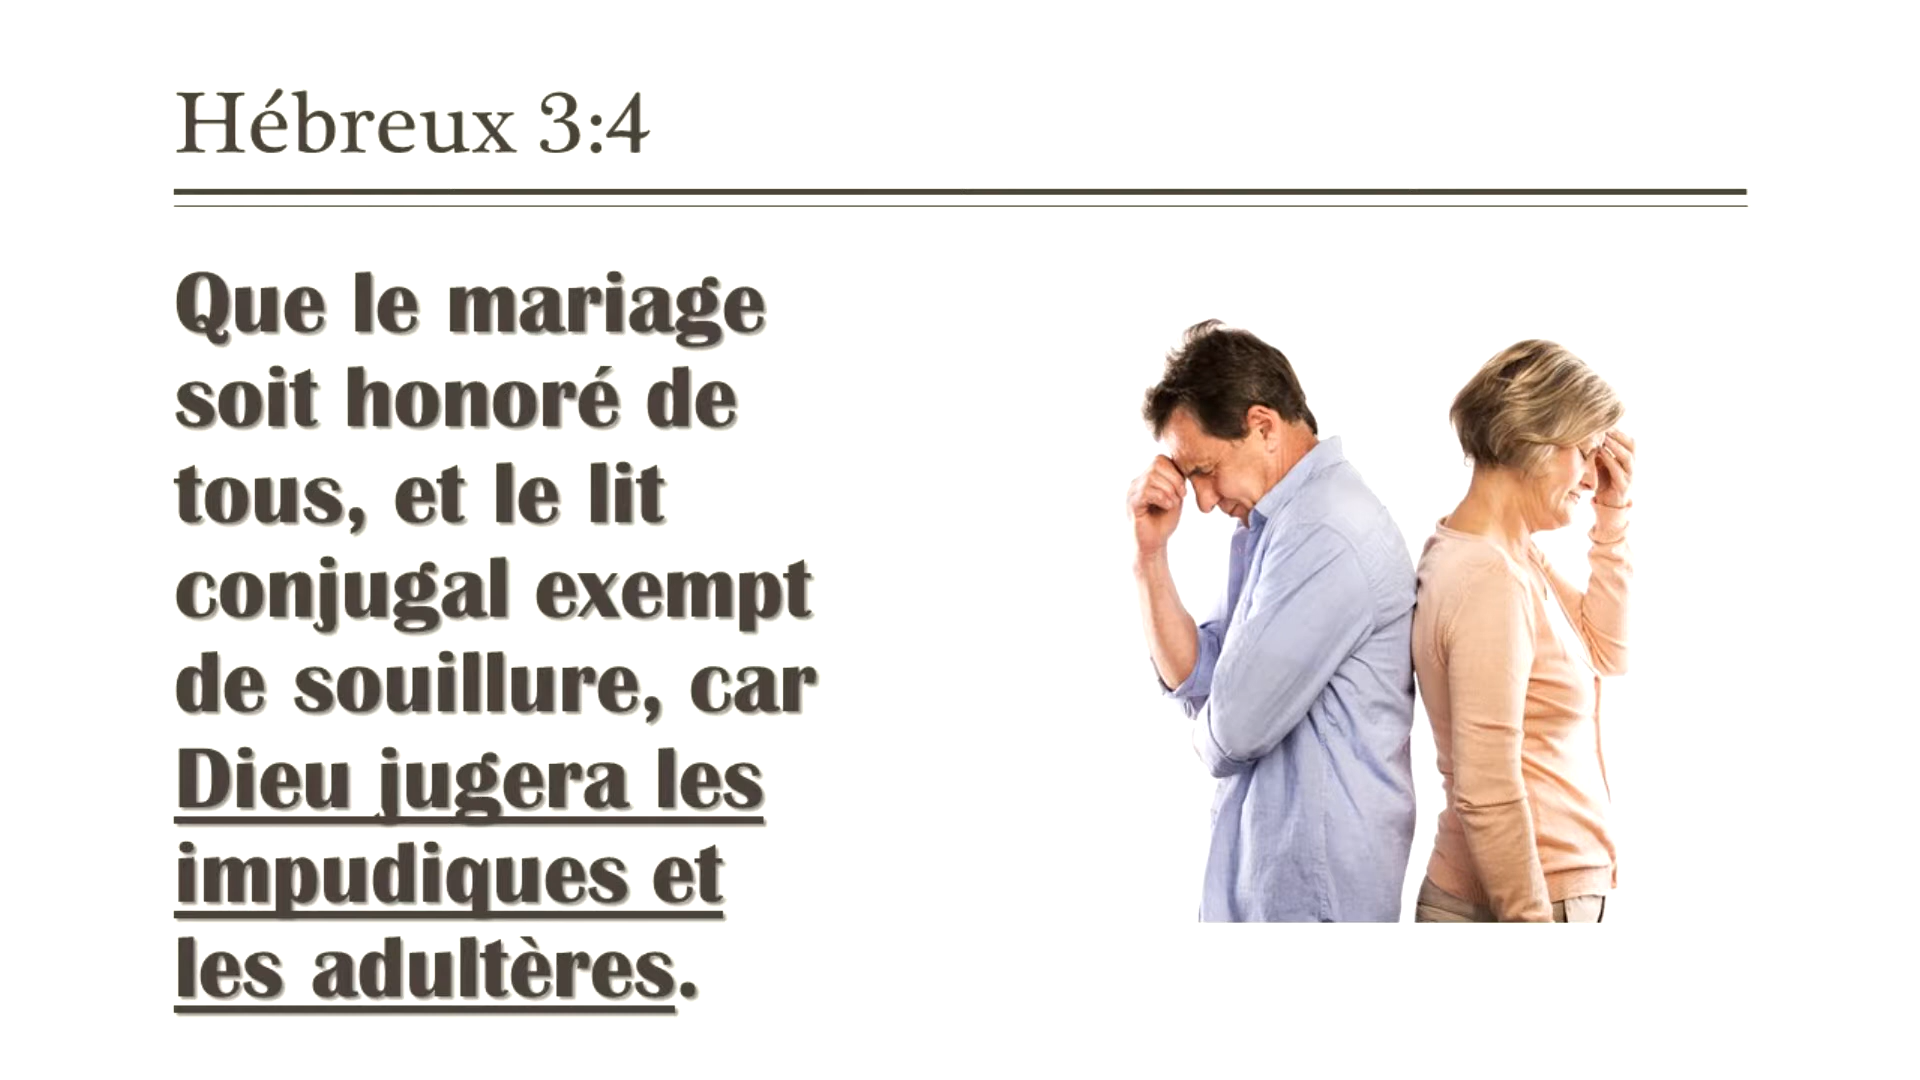 Hébreux 3:4
Que le mariage
soit honoré de
tous, et le lit
conjugal exempt
de souillure, car
Dieu jugera les
impudiques et
les adultères.